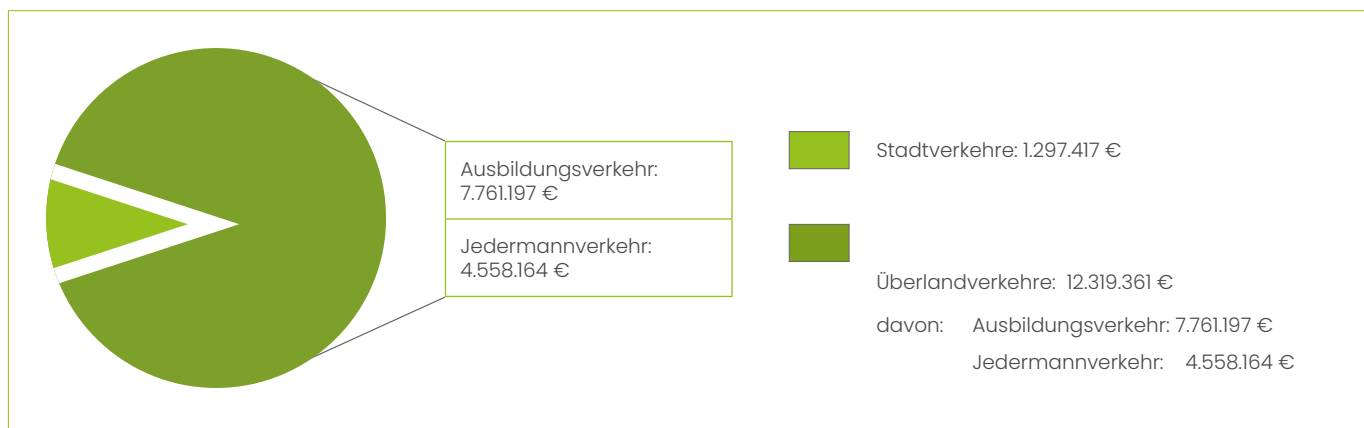 Ausbildungsverkehr:
7.761.197 €
Jedermannverkehr:
4.558.164 €
Stadtverkehre: 1.297.417 €
Überlandverkehre: 12.319.361 €
davon: Ausbildungsverkehr: 7.761.197 €
Jedermannverkehr: 4.558.164 €